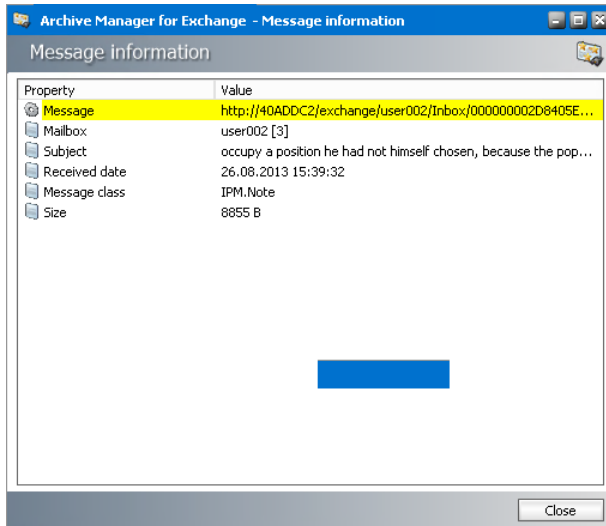 Archive Manager for Exchange - Message information
Message information
Property Value
Message http://40ADDC2/exchange/user002/Inbox/000000002D8405E...
Mailbox user002 [3]
Subject occupy a position he had not himself chosen, because the pop...
Received date 26.08.2013 15:39:32
Message class IPM.Note
Size 8855 B
Close